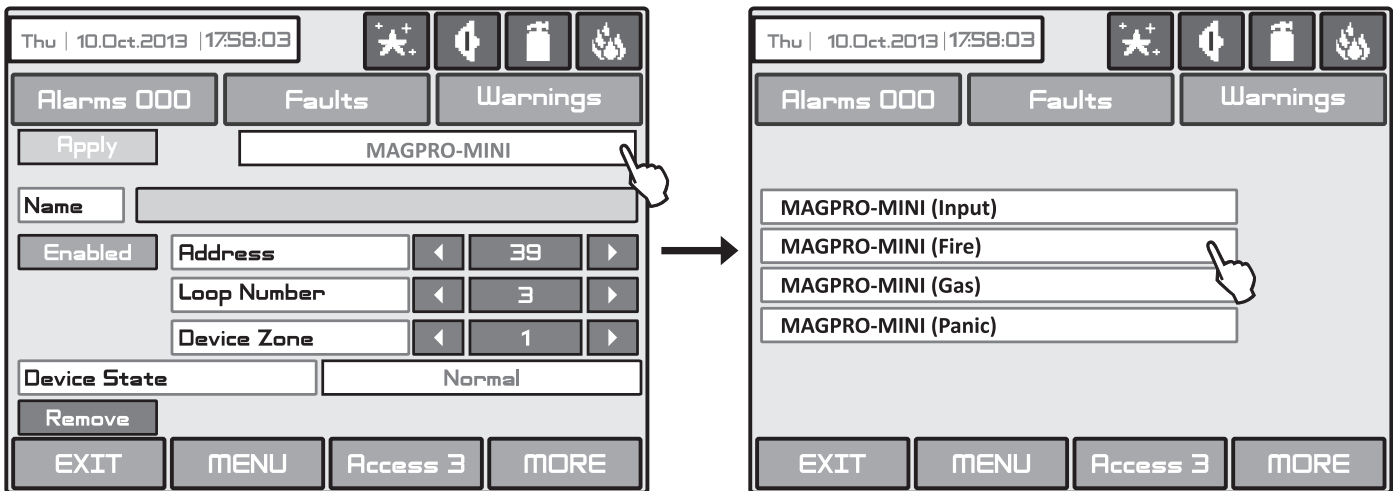 Thu | 10.Oct.2013 | 17:58:03
Alarms 000 Faults Warnings
Apply MAGPRO-MINI
Name
Enabled Address 39
Loop Number 3
Device Zone 1
Device State Normal
Remove
EXIT MENU Access 3 MORE
Thu | 10.Oct.2013 | 17:58:03
Alarms 000 Faults Warnings
MAGPRO-MINI (Input)
MAGPRO-MINI (Fire)
MAGPRO-MINI (Gas)
MAGPRO-MINI (Panic)
EXIT MENU Access 3 MORE